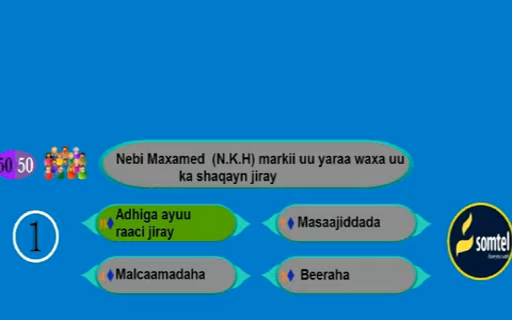 Nebi Maxamed (N.K.H) markii uu yaraa waxa uu
ka shaqayn jiray
50 50
1
Adhiga ayuu
raaci jiray
Masaajiddada
Malcaamadaha
Beeraha
somtel